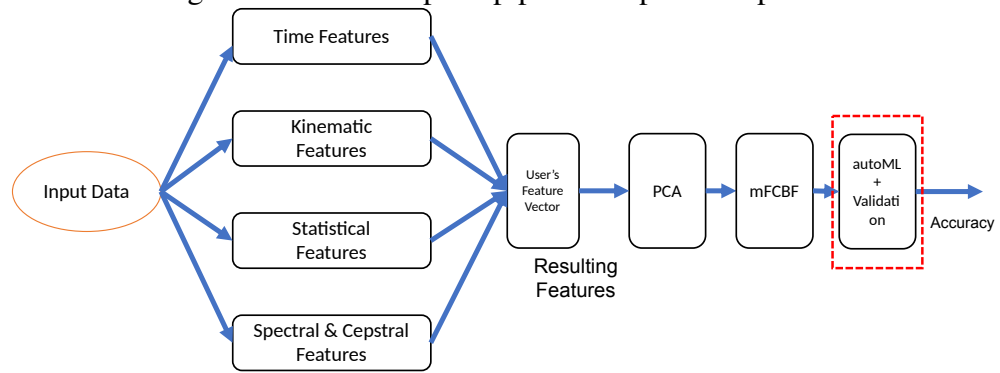 Time Features
Kinematic
Features
Input Data
Statistical
Features
Spectral & Cepstral
Features
User's
Feature
Vector
Resulting
Features
PCA
mFCBF
autoML
+
Validati
on
Accuracy